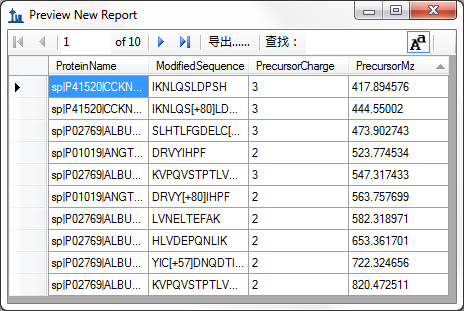 Preview New Report
1 of 10 导出...... 查找： Aa
ProteinName ModifiedSequence PrecursorCharge PrecursorMz
sp|P41520|CCKN... IKNLQSLDPSH 3 417.894576
sp|P41520|CCKN... IKNLQS[+80]LD... 3 444.55002
sp|P02769|ALBU... SLHTLFGDELC[... 3 473.902743
sp|P01019|ANGT... DRVYIHPF 2 523.774534
sp|P02769|ALBU... KVPQVSTPTLV... 3 547.317433
sp|P01019|ANGT... DRVY[+80]IHPF 2 563.757699
sp|P02769|ALBU... LVNELTEFAK 2 582.318971
sp|P02769|ALBU... HLVDEPQNLIK 2 653.361701
sp|P02769|ALBU... YIC[+57]DNQDTI... 2 722.324656
sp|P02769|ALBU... KVPQVSTPTLV... 2 820.472511